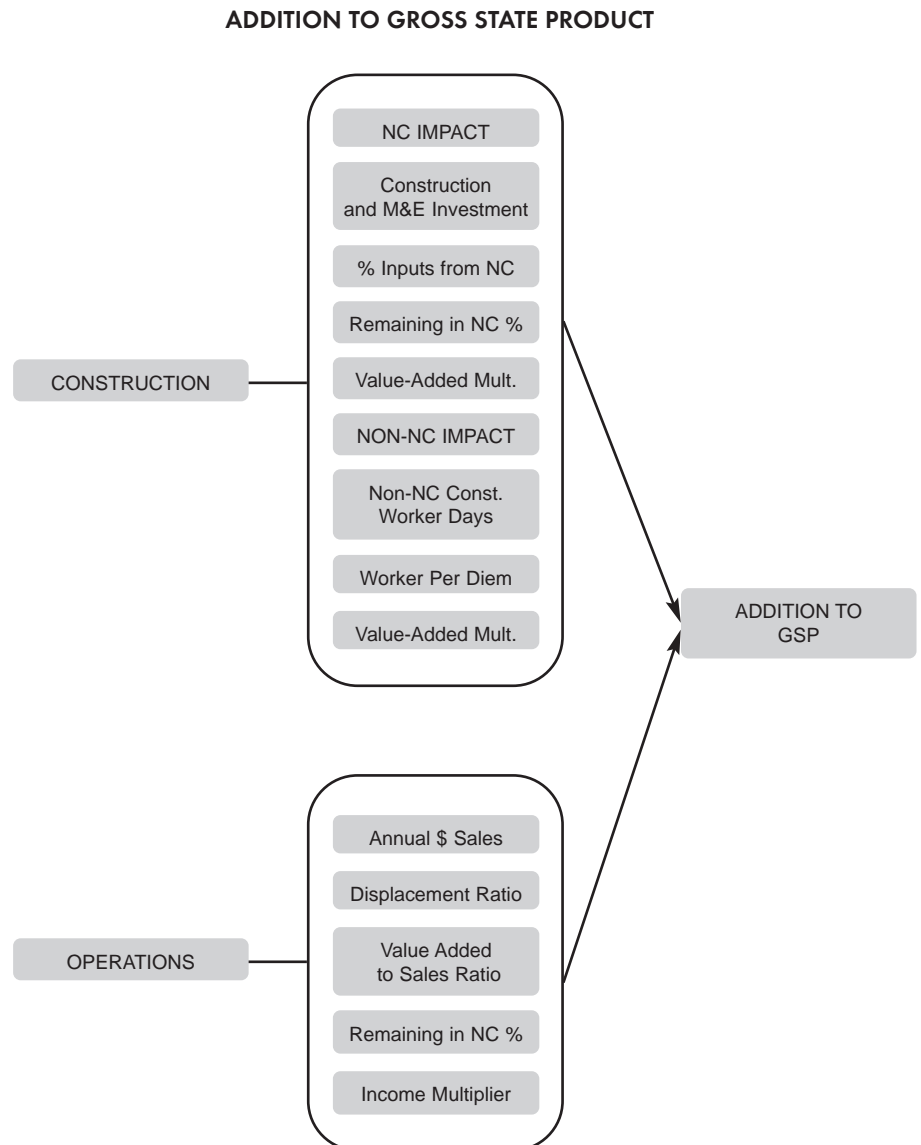 ADDITION TO GROSS STATE PRODUCT
NC IMPACT
Construction
and M&E Investment
% Inputs from NC
Remaining in NC %
CONSTRUCTION
Value-Added Mult.
NON-NC IMPACT
Non-NC Const.
Worker Days
Worker Per Diem
Value-Added Mult.
ADDITION TO
GSP
Annual $ Sales
Displacement Ratio
OPERATIONS
Value Added
to Sales Ratio
Remaining in NC %
Income Multiplier